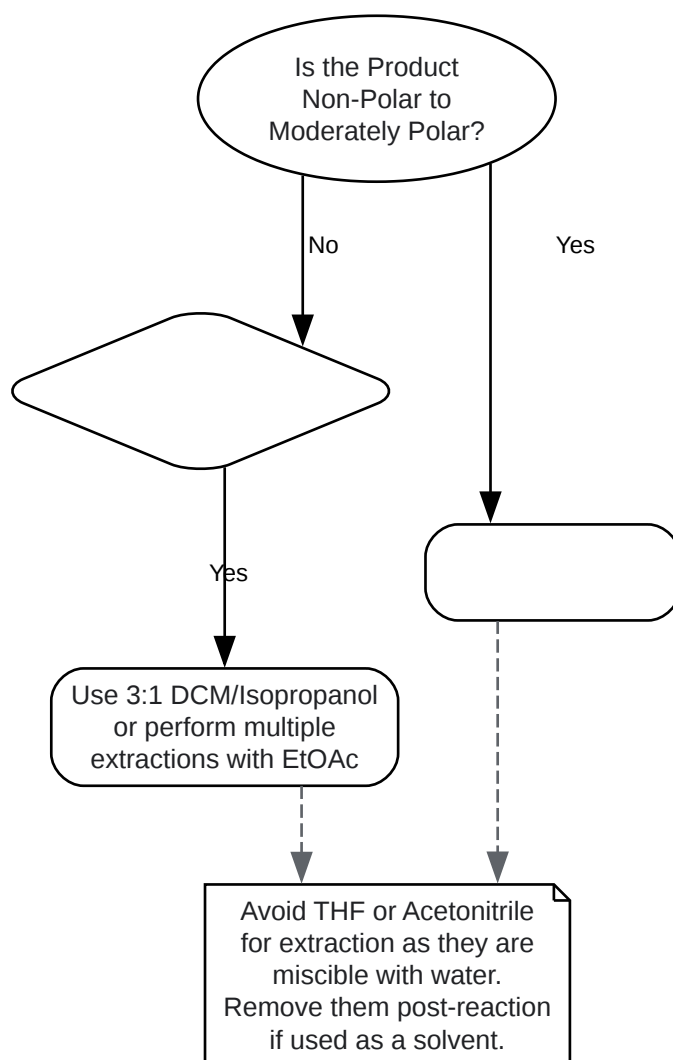 Is the Product
Non-Polar to
Moderately Polar?
No
Yes
Yes
Use 3:1 DCM/Isopropanol
or perform multiple
extractions with EtOAc
Avoid THF or Acetonitrile
for extraction as they are
miscible with water.
Remove them post-reaction
if used as a solvent.